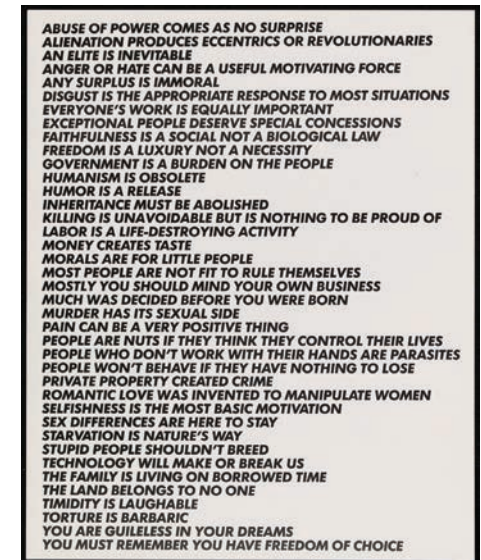 ABUSE OF POWER COMES AS NO SURPRISE
ALIENATION PRODUCES ECCENTRICS OR REVOLUTIONARIES
AN ELITE IS INEVITABLE
ANGER OR HATE CAN BE A USEFUL MOTIVATING FORCE
ANY SURPLUS IS IMMORAL
DISGUST IS THE APPROPRIATE RESPONSE TO MOST SITUATIONS
EVERYONE'S WORK IS EQUALLY IMPORTANT
EXCEPTIONAL PEOPLE DESERVE SPECIAL CONCESSIONS
FAITHFULNESS IS A SOCIAL NOT A BIOLOGICAL LAW
FREEDOM IS A LUXURY NOT A NECESSITY
GOVERNMENT IS A BURDEN ON THE PEOPLE
HUMANISM IS OBSOLETE
HUMOR IS A RELEASE
INHERITANCE MUST BE ABOLISHED
KILLING IS UNAVOIDABLE BUT IS NOTHING TO BE PROUD OF
LABOR IS A LIFE-DESTROYING ACTIVITY
MONEY CREATES TASTE
MORALS ARE FOR LITTLE PEOPLE
MOST PEOPLE ARE NOT FIT TO RULE THEMSELVES
MOSTLY YOU SHOULD MIND YOUR OWN BUSINESS
MUCH WAS DECIDED BEFORE YOU WERE BORN
MURDER HAS ITS SEXUAL SIDE
PAIN CAN BE A VERY POSITIVE THING
PEOPLE ARE NUTS IF THEY THINK THEY CONTROL THEIR LIVES
PEOPLE WHO DON'T WORK WITH THEIR HANDS ARE PARASITES
PEOPLE WON'T BEHAVE IF THEY HAVE NOTHING TO LOSE
PRIVATE PROPERTY CREATED CRIME
ROMANTIC LOVE WAS INVENTED TO MANIPULATE WOMEN
SELFISHNESS IS THE MOST BASIC MOTIVATION
SEX DIFFERENCES ARE HERE TO STAY
STARVATION IS NATURE'S WAY
STUPID PEOPLE SHOULDN'T BREED
TECHNOLOGY WILL MAKE OR BREAK US
THE FAMILY IS LIVING ON BORROWED TIME
THE LAND BELONGS TO NO ONE
TIMIDITY IS LAUGHABLE
TORTURE IS BARBARIC
YOU ARE GUILELESS IN YOUR DREAMS
YOU MUST REMEMBER YOU HAVE FREEDOM OF CHOICE